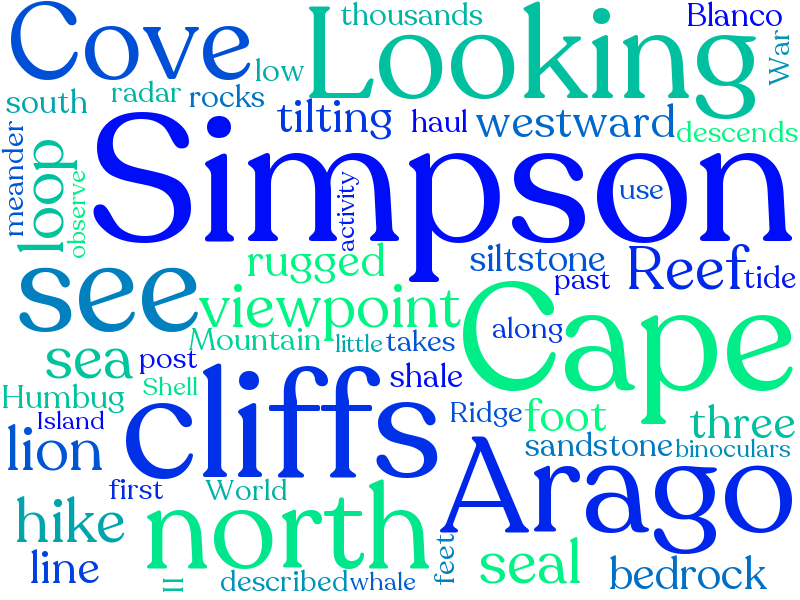 thousands
Blanco
Cove
Looking
War
low
south
radar
rocks
tilting
haul
westward
descends
meander
loop
observe
Simpson
activity
use
see
rugged
siltstone
past
Reef
tide
viewpoint
Cape
along
Mountain
little
takes
sea
post
shale
Humbug
Shell
cliffs
Island
Ridge
foot
three
lion
sandstone
binoculars
Arago
first
World
hike
north
line
seal
feet
bedrock
II
described
whale